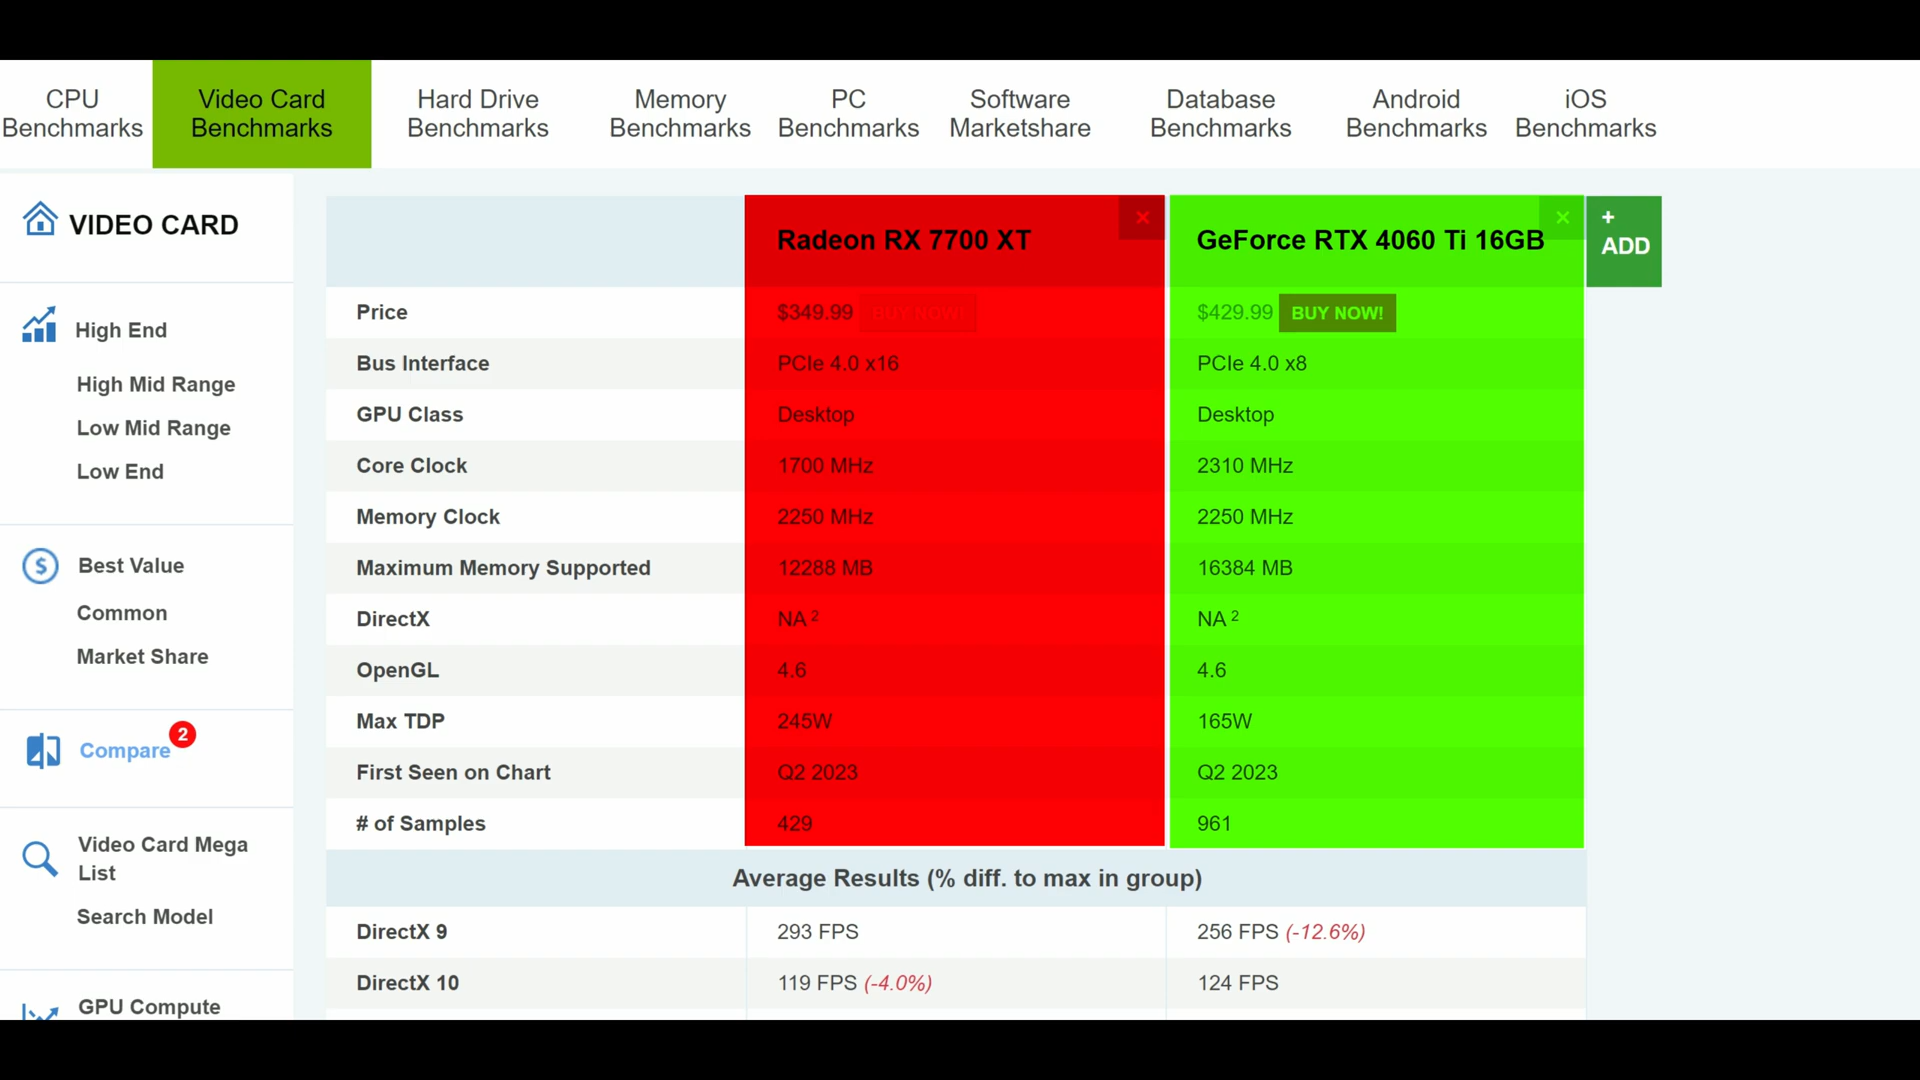 CPU Benchmarks
Video Card Benchmarks
Hard Drive Benchmarks
Memory Benchmarks
PC Benchmarks
Software Marketshare
Database Benchmarks
Android Benchmarks
iOS Benchmarks
VIDEO CARD
High End
High Mid Range
Low Mid Range
Low End
$
Best Value
Common
Market Share
Compare
2
Video Card Mega
List
Search Model
GPU Compute
Radeon RX 7700 XT ×
GeForce RTX 4060 Ti 16GB ×
+
ADD
Price $349.99 BUY NOW! $429.99 BUY NOW!
Bus Interface PCIe 4.0 x16 PCIe 4.0 x8
GPU Class Desktop Desktop
Core Clock 1700 MHz 2310 MHz
Memory Clock 2250 MHz 2250 MHz
Maximum Memory Supported 12288 MB 16384 MB
DirectX NA 2 NA 2
OpenGL 4.6 4.6
Max TDP 245W 165W
First Seen on Chart Q2 2023 Q2 2023
# of Samples 429 961
Average Results (% diff. to max in group)
DirectX 9 293 FPS 256 FPS (-12.6%)
DirectX 10 119 FPS (-4.0%) 124 FPS